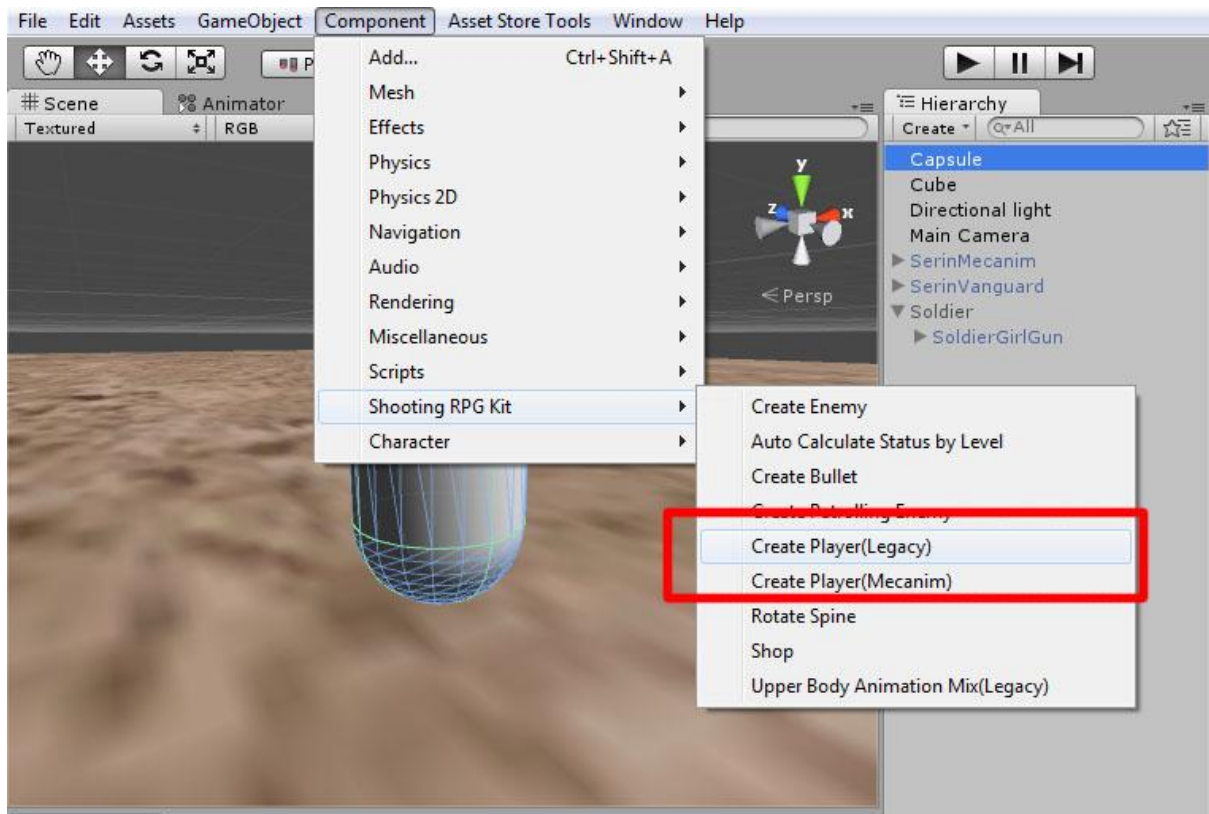 File Edit Assets GameObject Component Asset Store Tools Window Help
Add... Ctrl+Shift+A
Mesh
Effects
Physics
Physics 2D
Navigation
Audio
Rendering
Miscellaneous
Scripts
Shooting RPG Kit
Character
P
Scene Animator
Textured RGB
y
z x
Persp
Hierarchy
Create All
Capsule
Cube
Directional light
Main Camera
SerinMecanim
SerinVanguard
Soldier
SoldierGirlGun
Create Enemy
Auto Calculate Status by Level
Create Bullet
Create Patrolling Enemy
Create Player(Legacy)
Create Player(Mecanim)
Rotate Spine
Shop
Upper Body Animation Mix(Legacy)